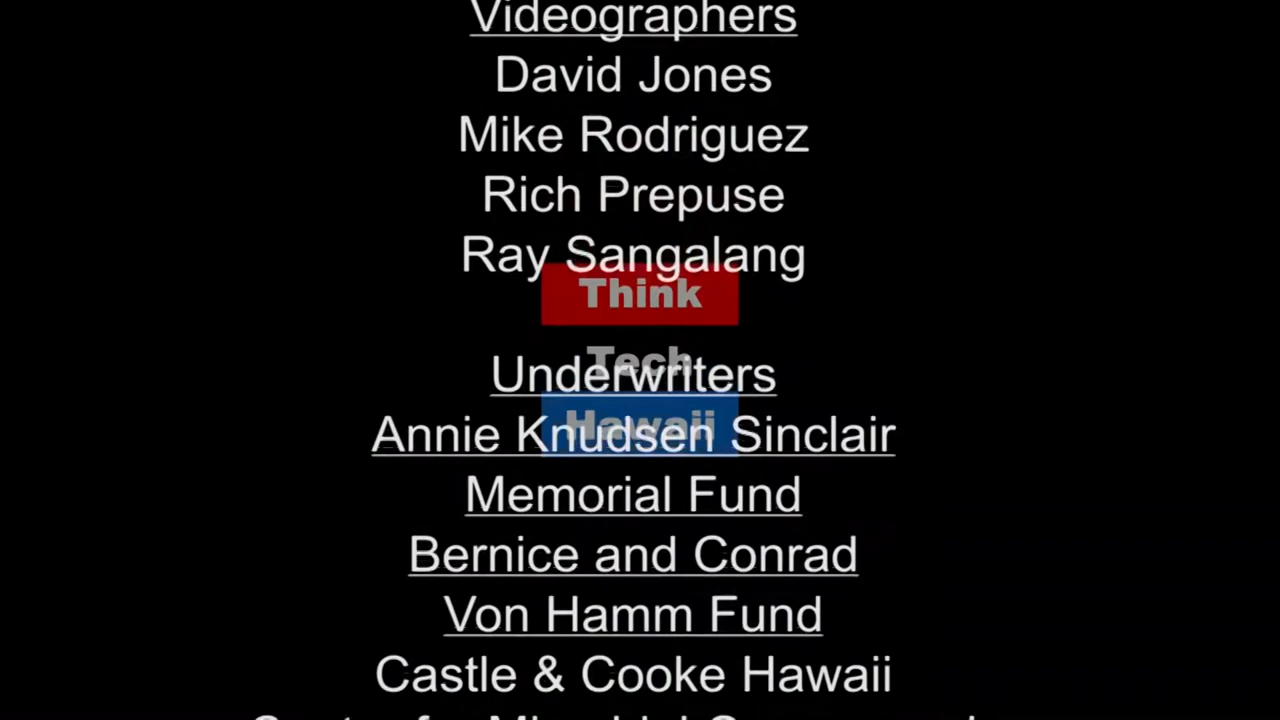 Videographers
David Jones
Mike Rodriguez
Rich Prepuse
Ray Sangalang
Think
Tech
Hawaii
Underwriters
Annie Knudsen Sinclair
Memorial Fund
Bernice and Conrad
Von Hamm Fund
Castle & Cooke Hawaii